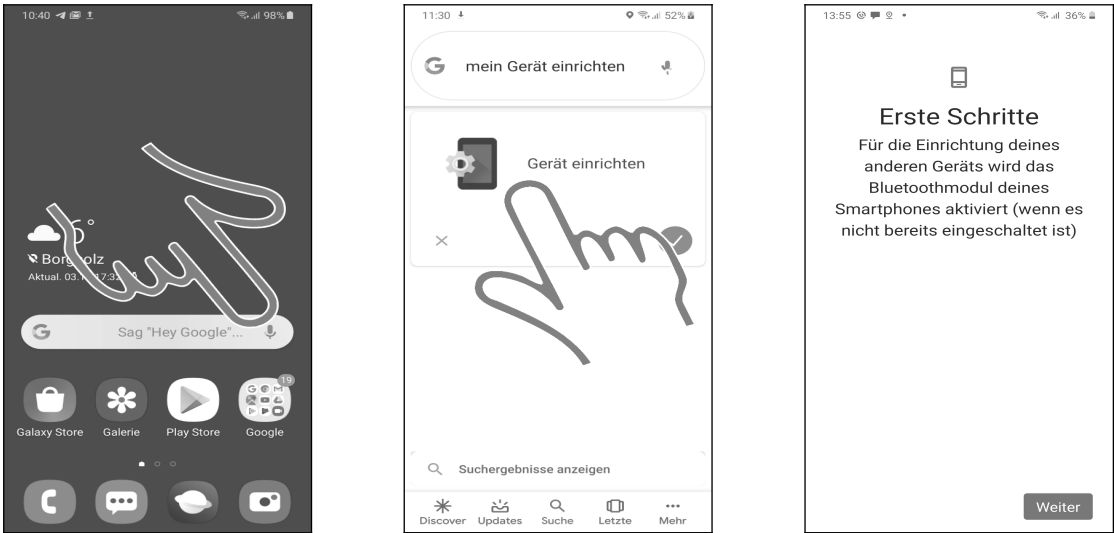 10:40
98%
6°
Aktual. 03.
17:32
Sag "Hey Google"...
19
Galaxy Store Galerie Play Store Google
11:30
52%
mein Gerät einrichten
Gerät einrichten
Suchergebnisse anzeigen
Discover Updates Suche Letzte Mehr
13:55
36%
Erste Schritte
Für die Einrichtung deines
anderen Geräts wird das
Bluetoothmodul deines
Smartphones aktiviert (wenn es
nicht bereits eingeschaltet ist)
Weiter